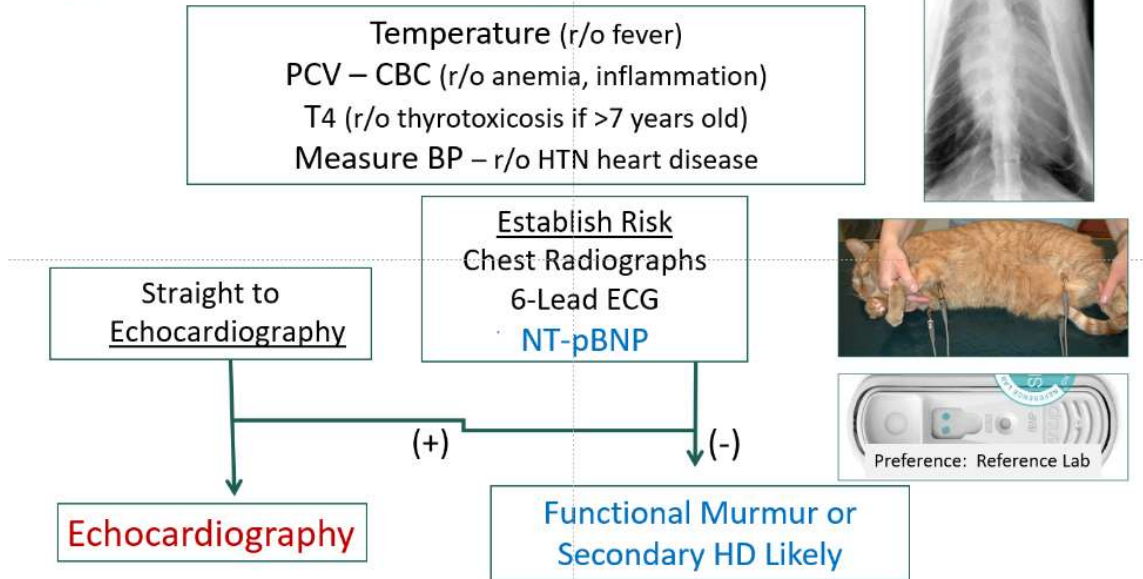 Temperature (r/o fever)
PCV – CBC (r/o anemia, inflammation)
T4 (r/o thyrotoxicosis if >7 years old)
Measure BP – r/o HTN heart disease
Establish Risk
Chest Radiographs
6-Lead ECG
NT-pBNP
Straight to
Echocardiography
(+)
(-)
Preference: Reference Lab
Echocardiography
Functional Murmur or
Secondary HD Likely